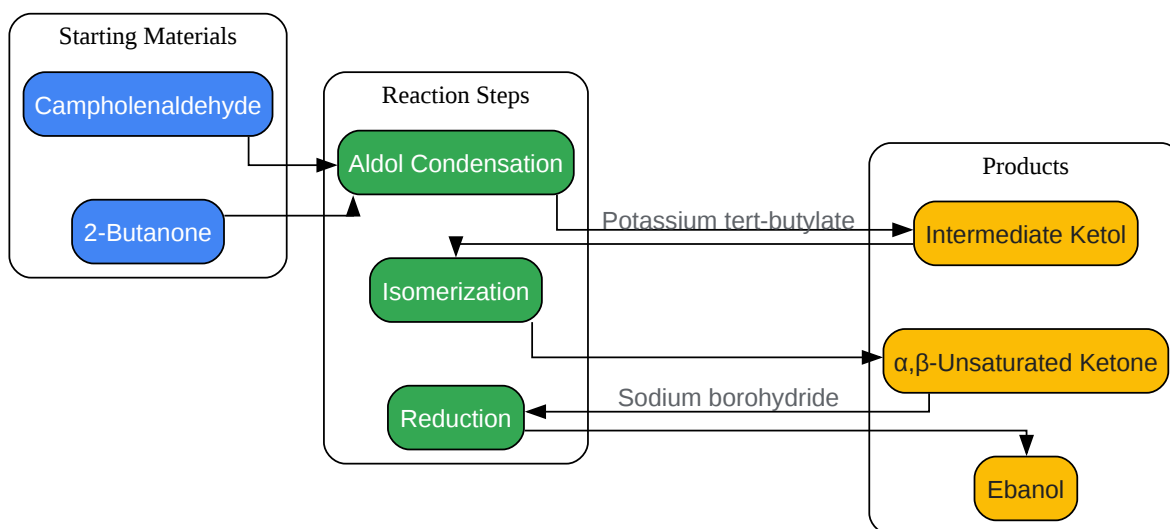 Starting Materials
Campholenaldehyde
2-Butanone
Reaction Steps
Aldol Condensation
Isomerization
Reduction
Potassium tert-butylate
Sodium borohydride
Products
Intermediate Ketol
α,β-Unsaturated Ketone
Ebanol